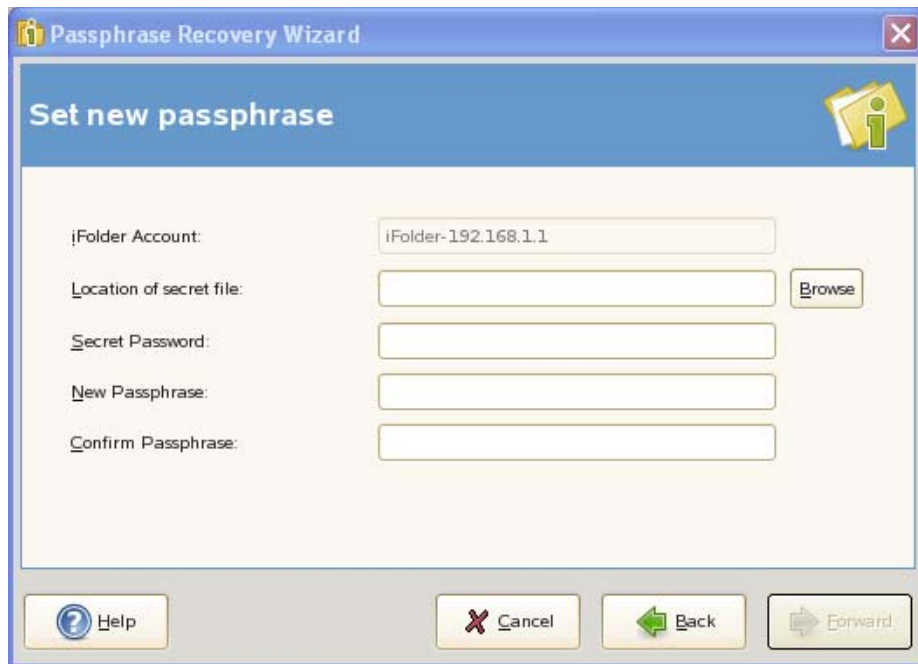 Passphrase Recovery Wizard
Set new passphrase
iFolder Account:
iFolder-192.168.1.1
Location of secret file:
Browse
Secret Password:
New Passphrase:
Confirm Passphrase:
Help
Cancel
Back
Forward